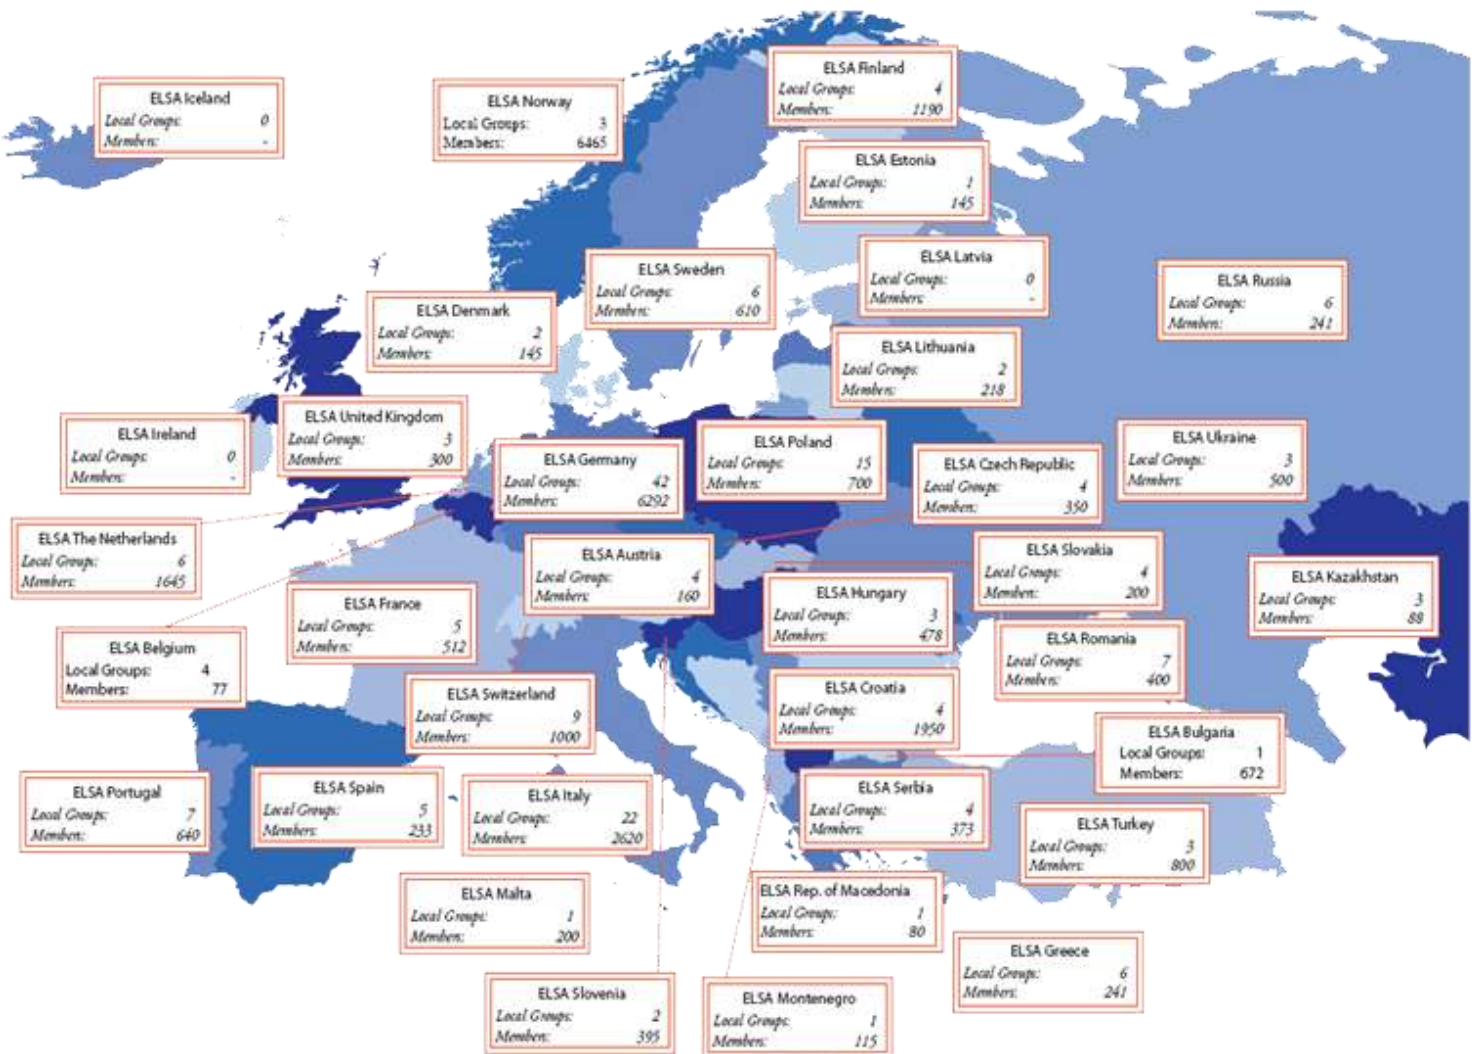 ELSA Finland
Local Groups: 4
Members: 1190
ELSA Iceland
Local Groups: 0
Members: -
ELSA Norway
Local Groups: 3
Members: 6465
ELSA Estonia
Local Groups: 1
Members: 145
ELSA Latvia
Local Groups: 0
Members: -
ELSA Sweden
Local Groups: 6
Members: 610
ELSA Russia
Local Groups: 6
Members: 241
ELSA Denmark
Local Groups: 2
Members: 145
ELSA Lithuania
Local Groups: 2
Members: 218
ELSA United Kingdom
Local Groups: 3
Members: 300
ELSA Ireland
Local Groups: 0
Members: -
ELSA Germany
Local Groups: 42
Members: 6292
ELSA Poland
Local Groups: 15
Members: 700
ELSA Ukraine
Local Groups: 3
Members: 500
ELSA Czech Republic
Local Groups: 4
Members: 350
ELSA The Netherlands
Local Groups: 6
Members: 1645
ELSA Austria
Local Groups: 4
Members: 160
ELSA Slovakia
Local Groups: 4
Members: 200
ELSA Kazakhstan
Local Groups: 3
Members: 88
ELSA France
Local Groups: 5
Members: 512
ELSA Hungary
Local Groups: 3
Members: 478
ELSA Belgium
Local Groups: 4
Members: 77
ELSA Romania
Local Groups: 7
Members: 400
ELSA Switzerland
Local Groups: 9
Members: 1000
ELSA Croatia
Local Groups: 4
Members: 1950
ELSA Bulgaria
Local Groups: 1
Members: 672
ELSA Portugal
Local Groups: 7
Members: 640
ELSA Spain
Local Groups: 5
Members: 233
ELSA Italy
Local Groups: 22
Members: 2620
ELSA Serbia
Local Groups: 4
Members: 373
ELSA Turkey
Local Groups: 3
Members: 800
ELSA Malta
Local Groups: 1
Members: 200
ELSA Rep. of Macedonia
Local Groups: 1
Members: 80
ELSA Greece
Local Groups: 6
Members: 241
ELSA Slovenia
Local Groups: 2
Members: 395
ELSA Montenegro
Local Groups: 1
Members: 115